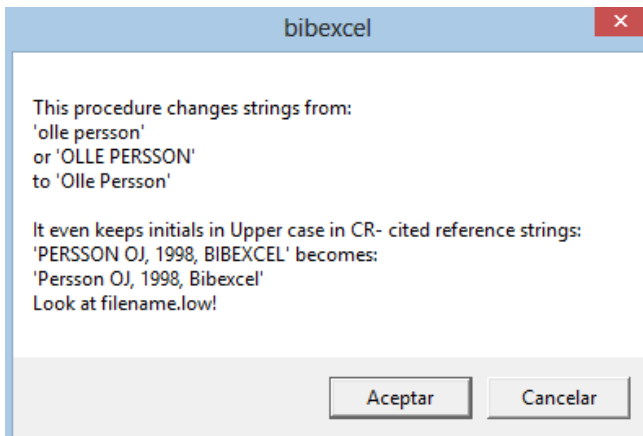 bibexcel
This procedure changes strings from:
'olle persson'
or 'OLLE PERSSON'
to 'Olle Persson'
It even keeps initials in Upper case in CR- cited reference strings:
'PERSSON OJ, 1998, BIBEXCEL' becomes:
'Persson OJ, 1998, Bibexcel'
Look at filename.low!
Aceptar
Cancelar